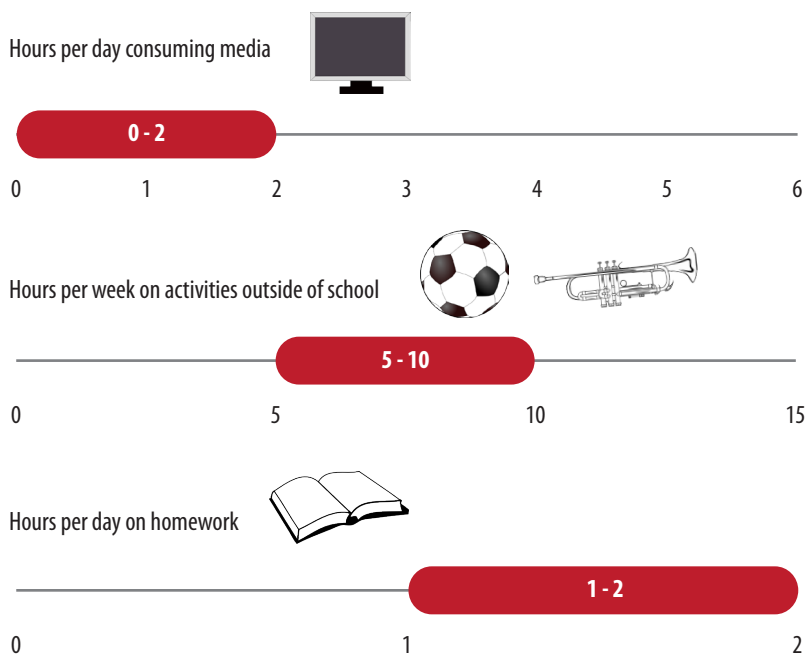 Hours per day consuming media
0 - 2
0 1 2 3 4 5 6
Hours per week on activities outside of school
5 - 10
0 5 10 15
Hours per day on homework
1 - 2
0 1 2